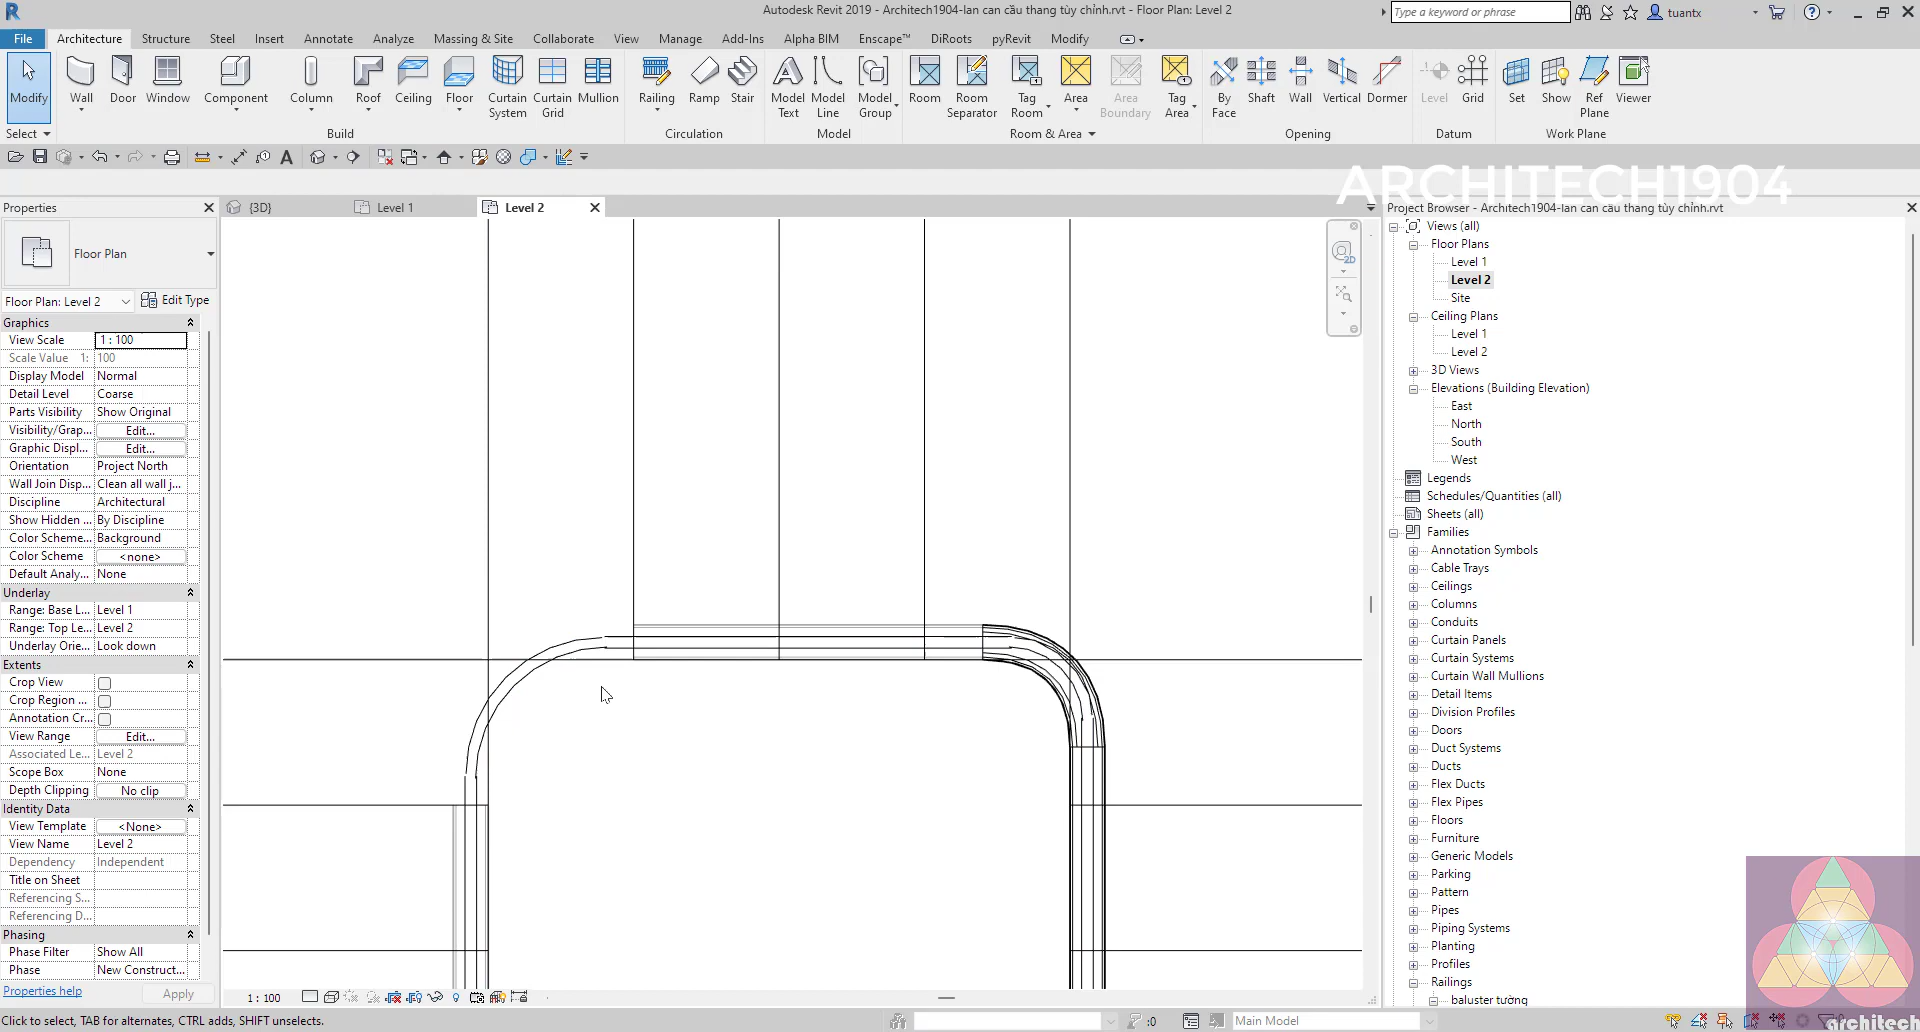 Autodesk Revit 2019 - Architech1904-lan can cầu thang tùy chỉnh.rvt - Floor Plan: Level 2
Type a keyword or phrase
tuantx
File Architecture Structure Steel Insert Annotate Analyze Massing & Site Collaborate View Manage Add-Ins Alpha BIM Enscape™ DiRoots pyRevit Modify
Modify Wall Door Window Component Column Roof Ceiling Floor Curtain System Curtain Grid Mullion Railing Ramp Stair Model Text Model Line Model Group Room Room Separator Tag Room Area Area Boundary Tag Area By Face Shaft Wall Vertical Dormer Level Grid Set Show Ref Plane Viewer
Select Build Circulation Model Room & Area Opening Datum Work Plane
ARCHITECH1904
Properties
{3D} Level 1 Level 2
Project Browser - Architech1904-lan can cầu thang tùy chỉnh.rvt
Floor Plan
Floor Plan: Level 2 Edit Type
Graphics
View Scale 1 : 100
Scale Value 1: 100
Display Model Normal
Detail Level Coarse
Parts Visibility Show Original
Visibility/Grap... Edit...
Graphic Displ... Edit...
Orientation Project North
Wall Join Disp... Clean all wall j...
Discipline Architectural
Show Hidden ... By Discipline
Color Scheme... Background
Color Scheme <none>
Default Analy... None
Underlay
Range: Base L... Level 1
Range: Top Le... Level 2
Underlay Orie... Look down
Extents
Crop View
Crop Region ...
Annotation Cr...
View Range Edit...
Associated Le... Level 2
Scope Box None
Depth Clipping No clip
Identity Data
View Template <None>
View Name Level 2
Dependency Independent
Title on Sheet
Referencing S...
Referencing D...
Phasing
Phase Filter Show All
Phase New Construct...
Properties help Apply
2D
Views (all)
Floor Plans
Level 1
Level 2
Site
Ceiling Plans
Level 1
Level 2
3D Views
Elevations (Building Elevation)
East
North
South
West
Legends
Schedules/Quantities (all)
Sheets (all)
Families
Annotation Symbols
Cable Trays
Ceilings
Columns
Conduits
Curtain Panels
Curtain Systems
Curtain Wall Mullions
Detail Items
Division Profiles
Doors
Duct Systems
Ducts
Flex Ducts
Flex Pipes
Floors
Furniture
Generic Models
Parking
Pattern
Pipes
Piping Systems
Planting
Profiles
Railings
baluster tường
1 : 100
Click to select, TAB for alternates, CTRL adds, SHIFT unselects.
:0
Main Model
architech